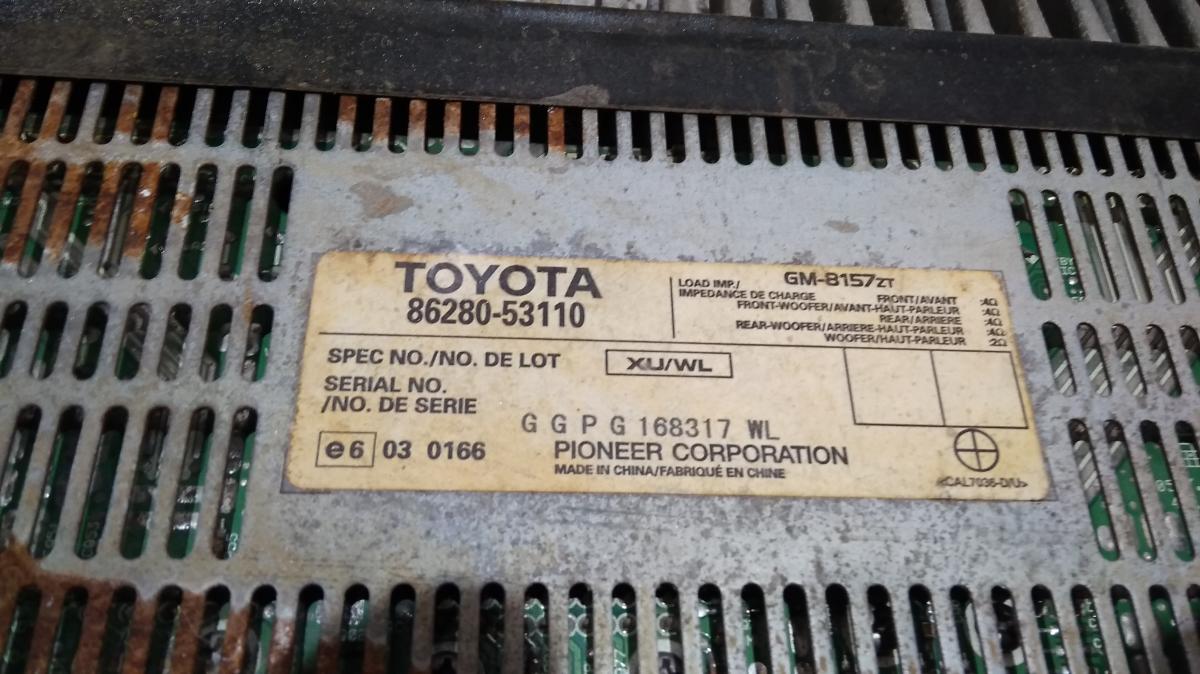 TOYOTA
86280-53110
GM-8157ZT
LOAD IMP./
IMPEDANCE DE CHARGE
FRONT/AVANT :4Ω
FRONT-WOOFER/AVANT-HAUT-PARLEUR :4Ω
REAR/ARRIERE :4Ω
REAR-WOOFER/ARRIERE-HAUT-PARLEUR :4Ω
WOOFER/HAUT-PARLEUR :2Ω
SPEC NO./NO. DE LOT XU/WL
SERIAL NO.
/NO. DE SERIE
GGPG168317 WL
e6 03 0166
PIONEER CORPORATION
MADE IN CHINA/FABRIQUÉ EN CHINE
<CAL7036-D/U>